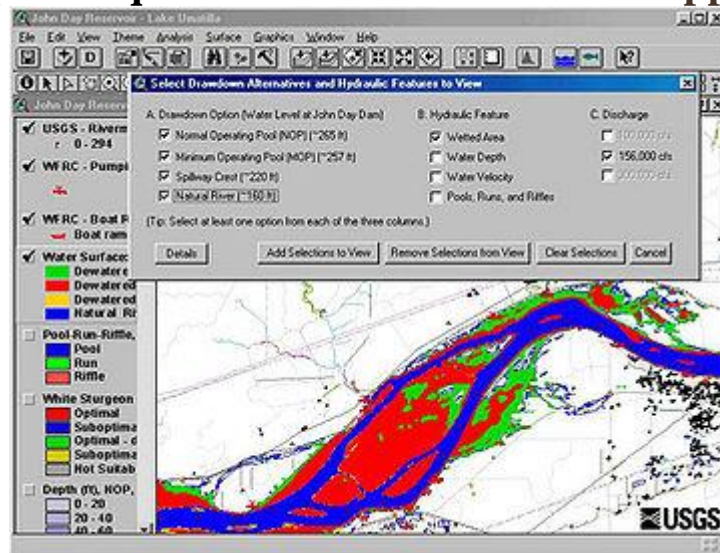 John Day Reservoir - Lake Umatilla
File Edit View Theme Analysis Surface Graphics Window Help
Select Drawdown Alternatives and Hydraulic Features to View
A. Drawdown Option (Water Level at John Day Dam)
B. Hydraulic Feature
C. Discharge
Normal Operating Pool (NOP) (~265 ft)
Wetted Area
Minimum Operating Pool (MOP) (~257 ft)
Water Depth
156,000 cfs
Spillway Crest (~220 ft)
Water Velocity
Natural River (~160 ft)
Pools, Runs, and Riffles
(Tip: Select at least one option from each of the three columns.)
Details
Add Selections to View
Remove Selections from View
Clear Selections
Cancel
John Day Reserv
USGS - Riverm
0 - 294
WFRC - Pumpi
WFRC - Boat R
Boat ram
Water Surface:
Dewatere
Dewatered
Dewatered
Natural Ri
Pool-Run-Riffle,
Pool
Run
Riffle
White Sturgeon
Optimal
Suboptima
Optimal - d
Suboptima
Not Suitab
Depth (ft), NOP,
0 - 20
20 - 40
40 - 60
USGS